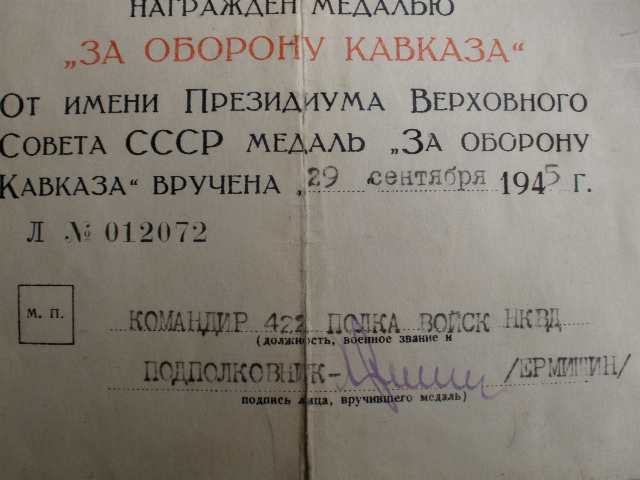 НАГРАЖДЕН МЕДАЛЬЮ
„ЗА ОБОРОНУ КАВКАЗА“
ОТ ИМЕНИ ПРЕЗИДИУМА ВЕРХОВНОГО
СОВЕТА СССР МЕДАЛЬ „ЗА ОБОРОНУ
КАВКАЗА“ ВРУЧЕНА „29 сентября 1945 г.
Л № 012072
М. П.
КОМАНДИР 422 ПОЛКА ВОЙСК НКВД
(должность, военное звание и
ПОДПОЛКОВНИК- /ЕРМИШИН/
подпись лица, вручившего медаль)